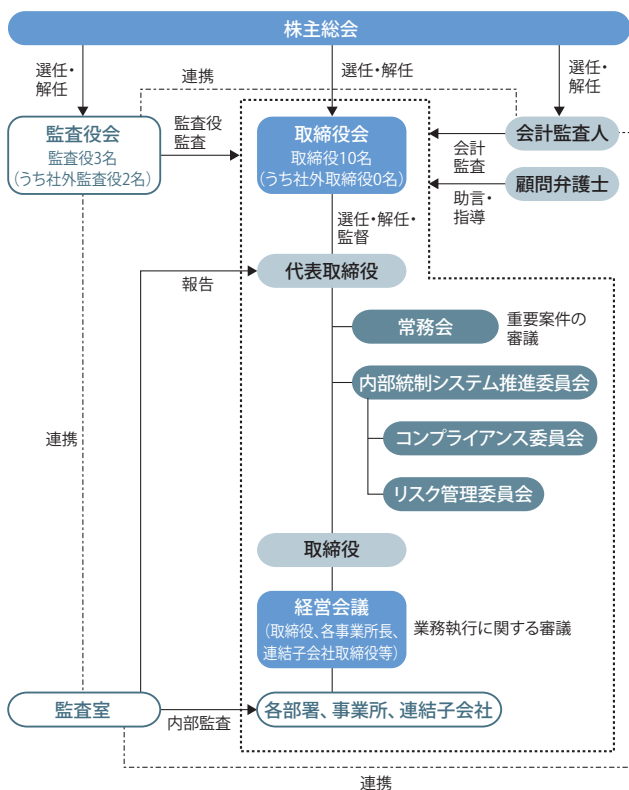 株主総会
選任・
解任
連携
選任・解任
選任・
解任
監査役会
監査役3名
(うち社外監査役2名)
監査役
監査
取締役会
取締役10名
(うち社外取締役0名)
会計監査人
会計
監査
顧問弁護士
助言・
指導
選任・解任・
監督
代表取締役
報告
常務会
重要案件の
審議
内部統制システム推進委員会
コンプライアンス委員会
連携
リスク管理委員会
取締役
経営会議
(取締役、各事業所長、
連結子会社取締役等)
業務執行に関する審議
監査室
内部監査
各部署、事業所、連結子会社
連携